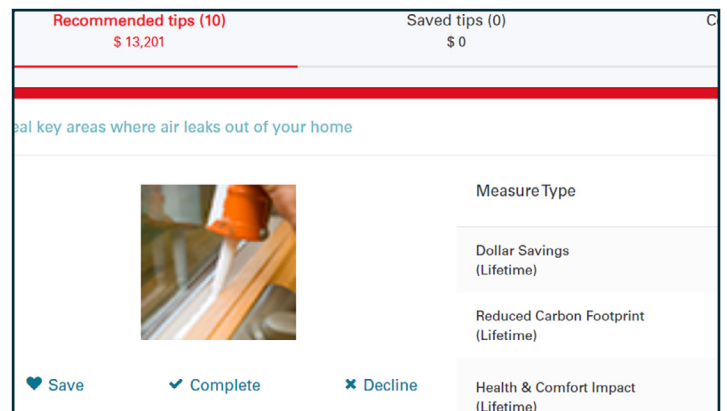 Recommended tips (10)
$ 13,201
Saved tips (0)
$ 0
C
eal key areas where air leaks out of your home
Measure Type
Dollar Savings
(Lifetime)
Reduced Carbon Footprint
(Lifetime)
Health & Comfort Impact
(Lifetime)
Save
Complete
Decline